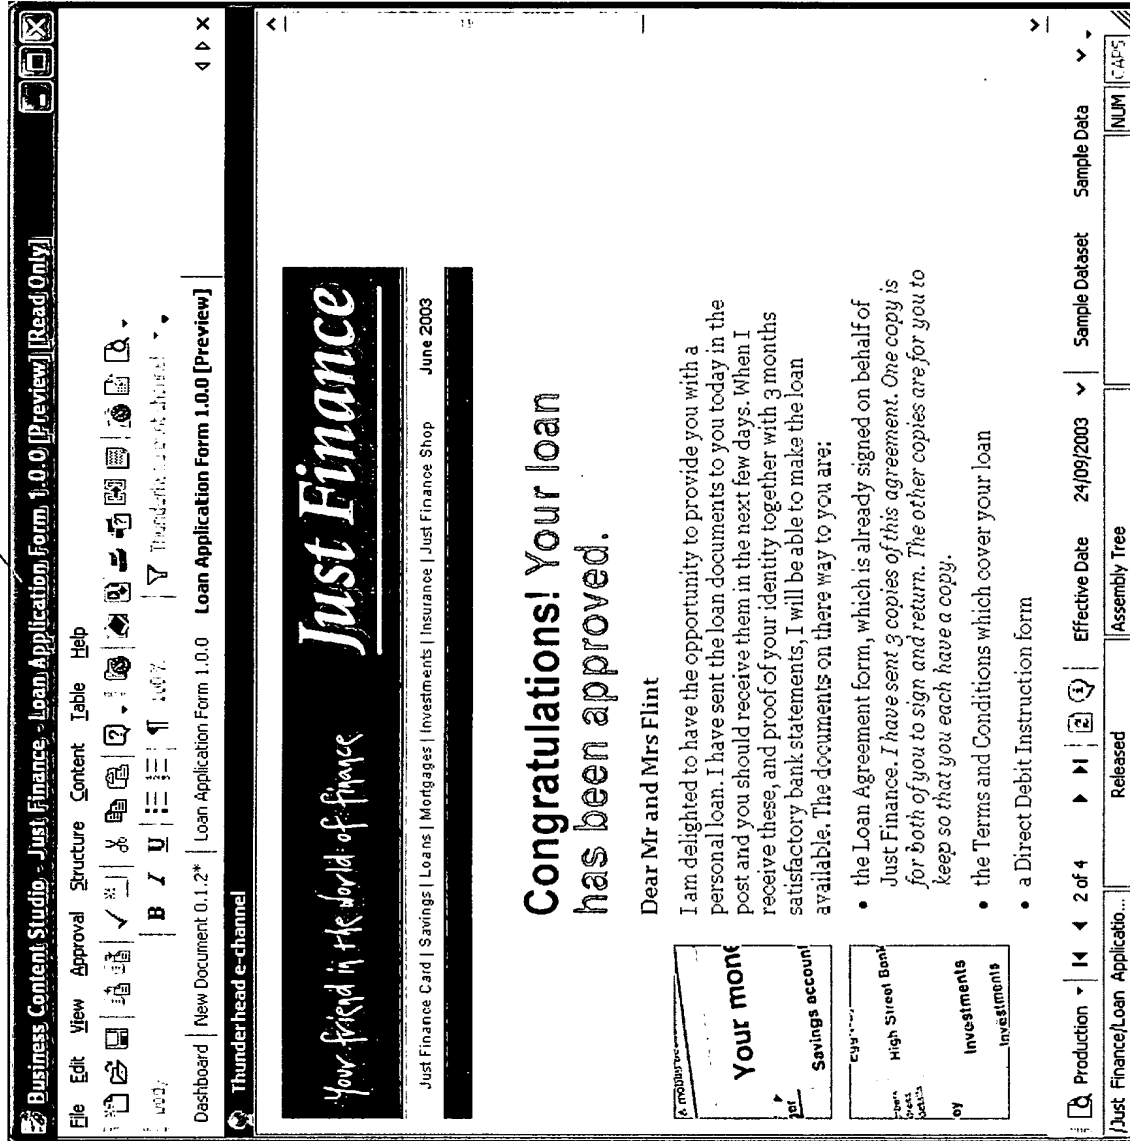 Business Content Studio - Just Finance - Loan Application Form 1.0.0 [Preview] [Read Only]
File Edit View Approval Structure Content Table Help
B I U 100%
Dashboard New Document 0.1.2* Loan Application Form 1.0.0 Loan Application Form 1.0.0 [Preview]
Thunderhead e-channel
Your friend in the world of finance Just Finance
Just Finance Card | Savings | Loans | Mortgages | Investments | Insurance | Just Finance Shop June 2003
Congratulations! Your loan
has been approved.
Dear Mr and Mrs Flint
I am delighted to have the opportunity to provide you with a
personal loan. I have sent the loan documents to you today in the
post and you should receive them in the next few days. When I
receive these, and proof of your identity together with 3 months
satisfactory bank statements, I will be able to make the loan
available. The documents on there way to you are:
• the Loan Agreement form, which is already signed on behalf of
Just Finance. I have sent 3 copies of this agreement. One copy is
for both of you to sign and return. The other copies are for you to
keep so that you each have a copy.
• the Terms and Conditions which cover your loan
• a Direct Debit Instruction form
Your mone
Savings account
High Street Bank
Investments
Investments
Production 2 of 4 Effective Date 24/09/2003 Sample Dataset Sample Data
/Just Finance/Loan Applicatio... Released Assembly Tree NUM CAPS